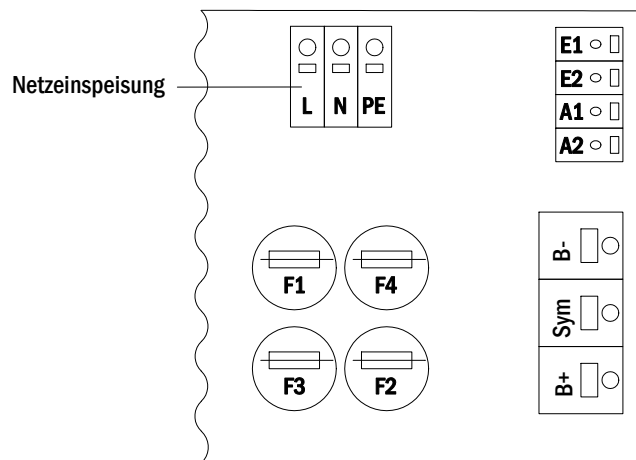 Netzeinspeisung
L N PE
E1
E2
A1
A2
F1 F4
F3 F2
B-
Sym
B+